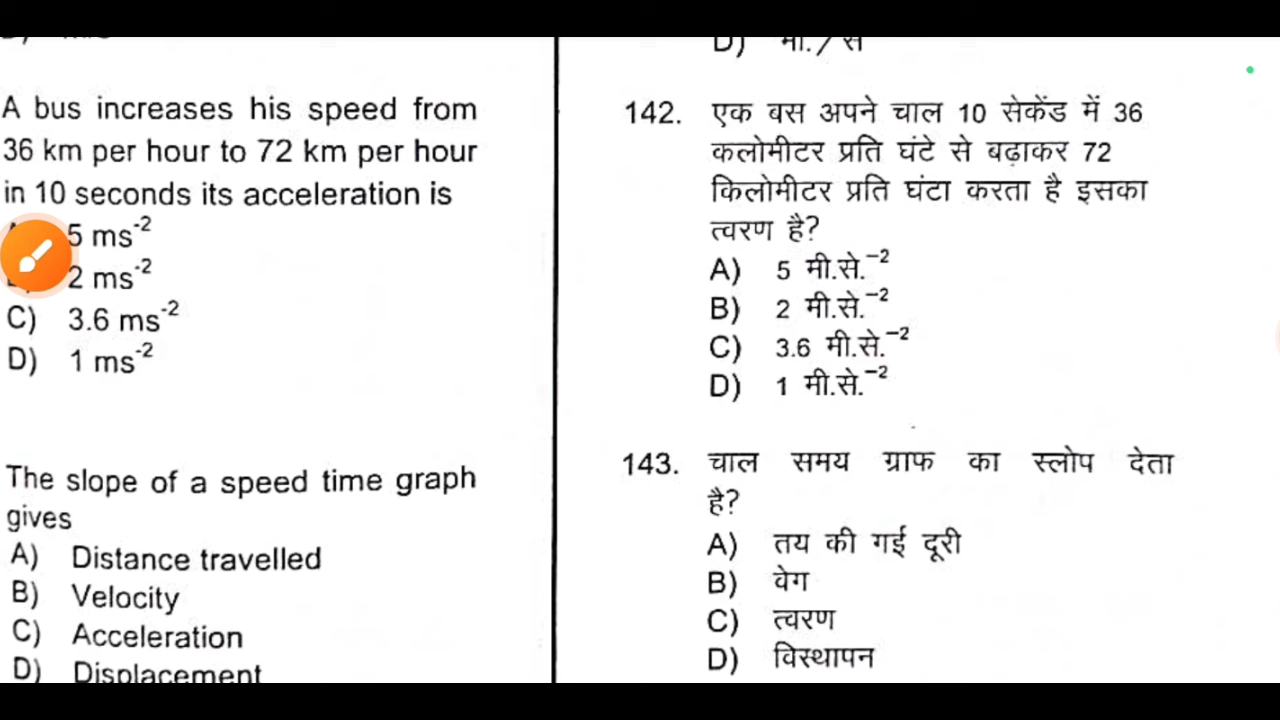 A bus increases his speed from
36 km per hour to 72 km per hour
in 10 seconds its acceleration is
5 ms⁻²
2 ms⁻²
C) 3.6 ms⁻²
D) 1 ms⁻²
The slope of a speed time graph
gives
A) Distance travelled
B) Velocity
C) Acceleration
D) Displacement
D) मी./से
142. एक बस अपने चाल 10 सेकेंड में 36
कलोमीटर प्रति घंटे से बढ़ाकर 72
किलोमीटर प्रति घंटा करता है इसका
त्वरण है?
A) 5 मी.से.⁻²
B) 2 मी.से.⁻²
C) 3.6 मी.से.⁻²
D) 1 मी.से.⁻²
143. चाल समय ग्राफ का स्लोप देता
है?
A) तय की गई दूरी
B) वेग
C) त्वरण
D) विस्थापन